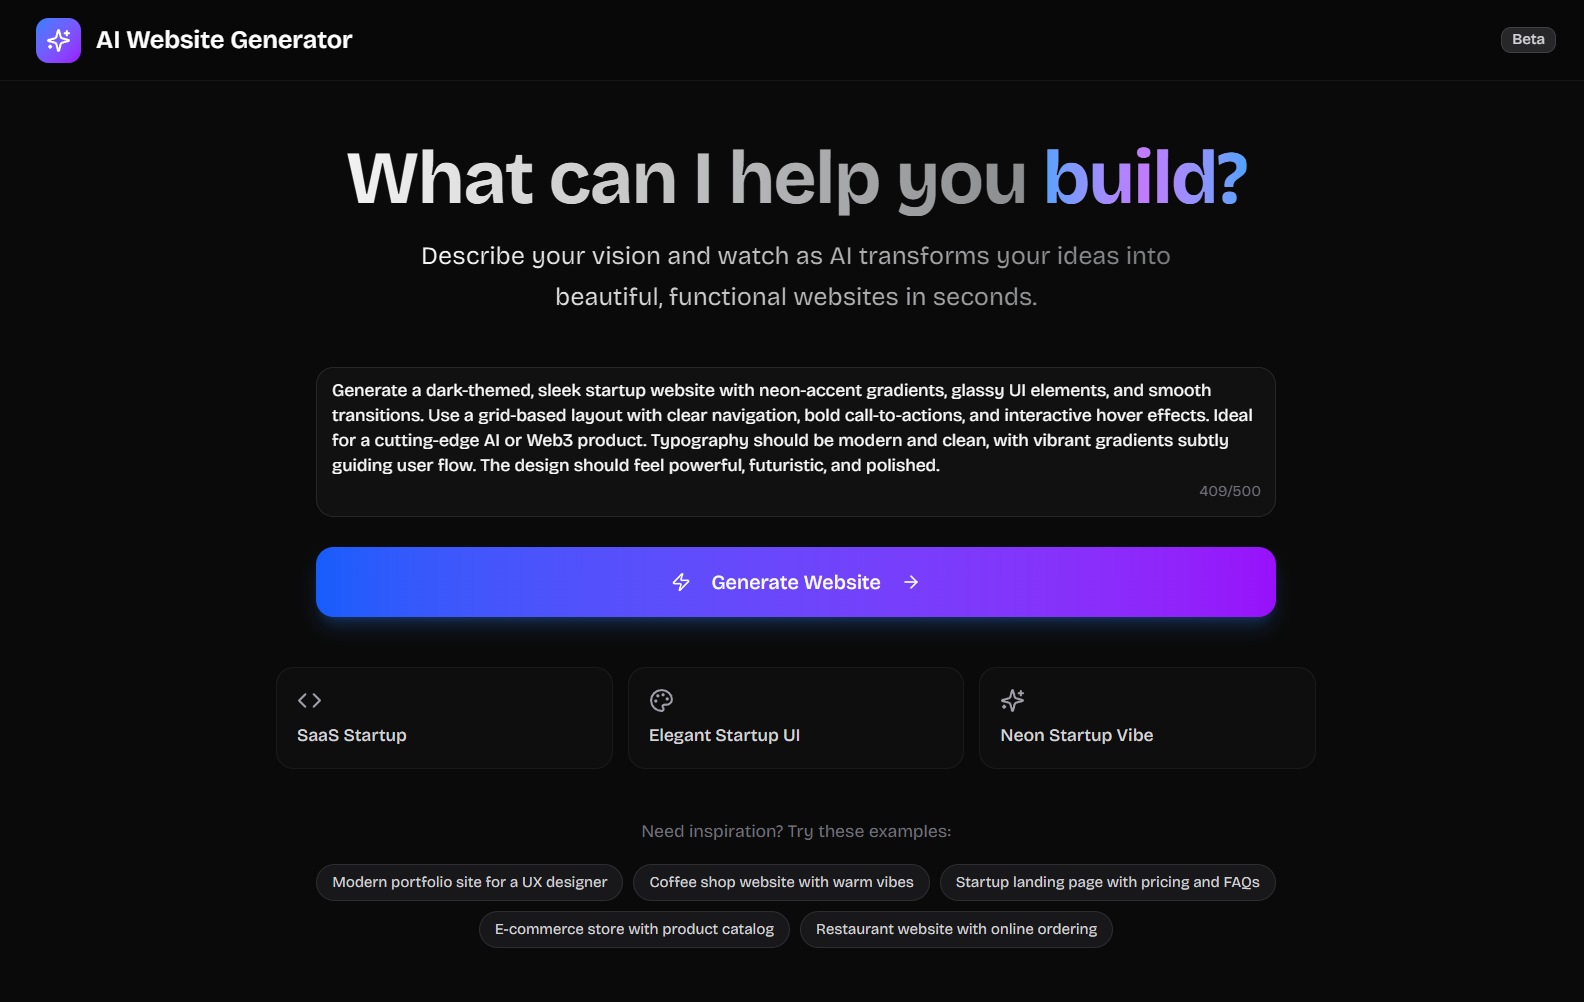 AI Website Generator
Beta
What can I help you build?
Describe your vision and watch as AI transforms your ideas into
beautiful, functional websites in seconds.
Generate a dark-themed, sleek startup website with neon-accent gradients, glassy UI elements, and smooth
transitions. Use a grid-based layout with clear navigation, bold call-to-actions, and interactive hover effects. Ideal
for a cutting-edge AI or Web3 product. Typography should be modern and clean, with vibrant gradients subtly
guiding user flow. The design should feel powerful, futuristic, and polished.
409/500
Generate Website
SaaS Startup
Elegant Startup UI
Neon Startup Vibe
Need inspiration? Try these examples:
Modern portfolio site for a UX designer
Coffee shop website with warm vibes
Startup landing page with pricing and FAQs
E-commerce store with product catalog
Restaurant website with online ordering